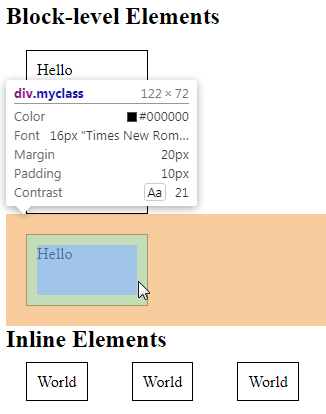 Block-level Elements
Hello
div.myclass 122 × 72
Color #000000
Font 16px "Times New Rom...
Margin 20px
Padding 10px
Contrast Aa 21
Hello
Inline Elements
World World World